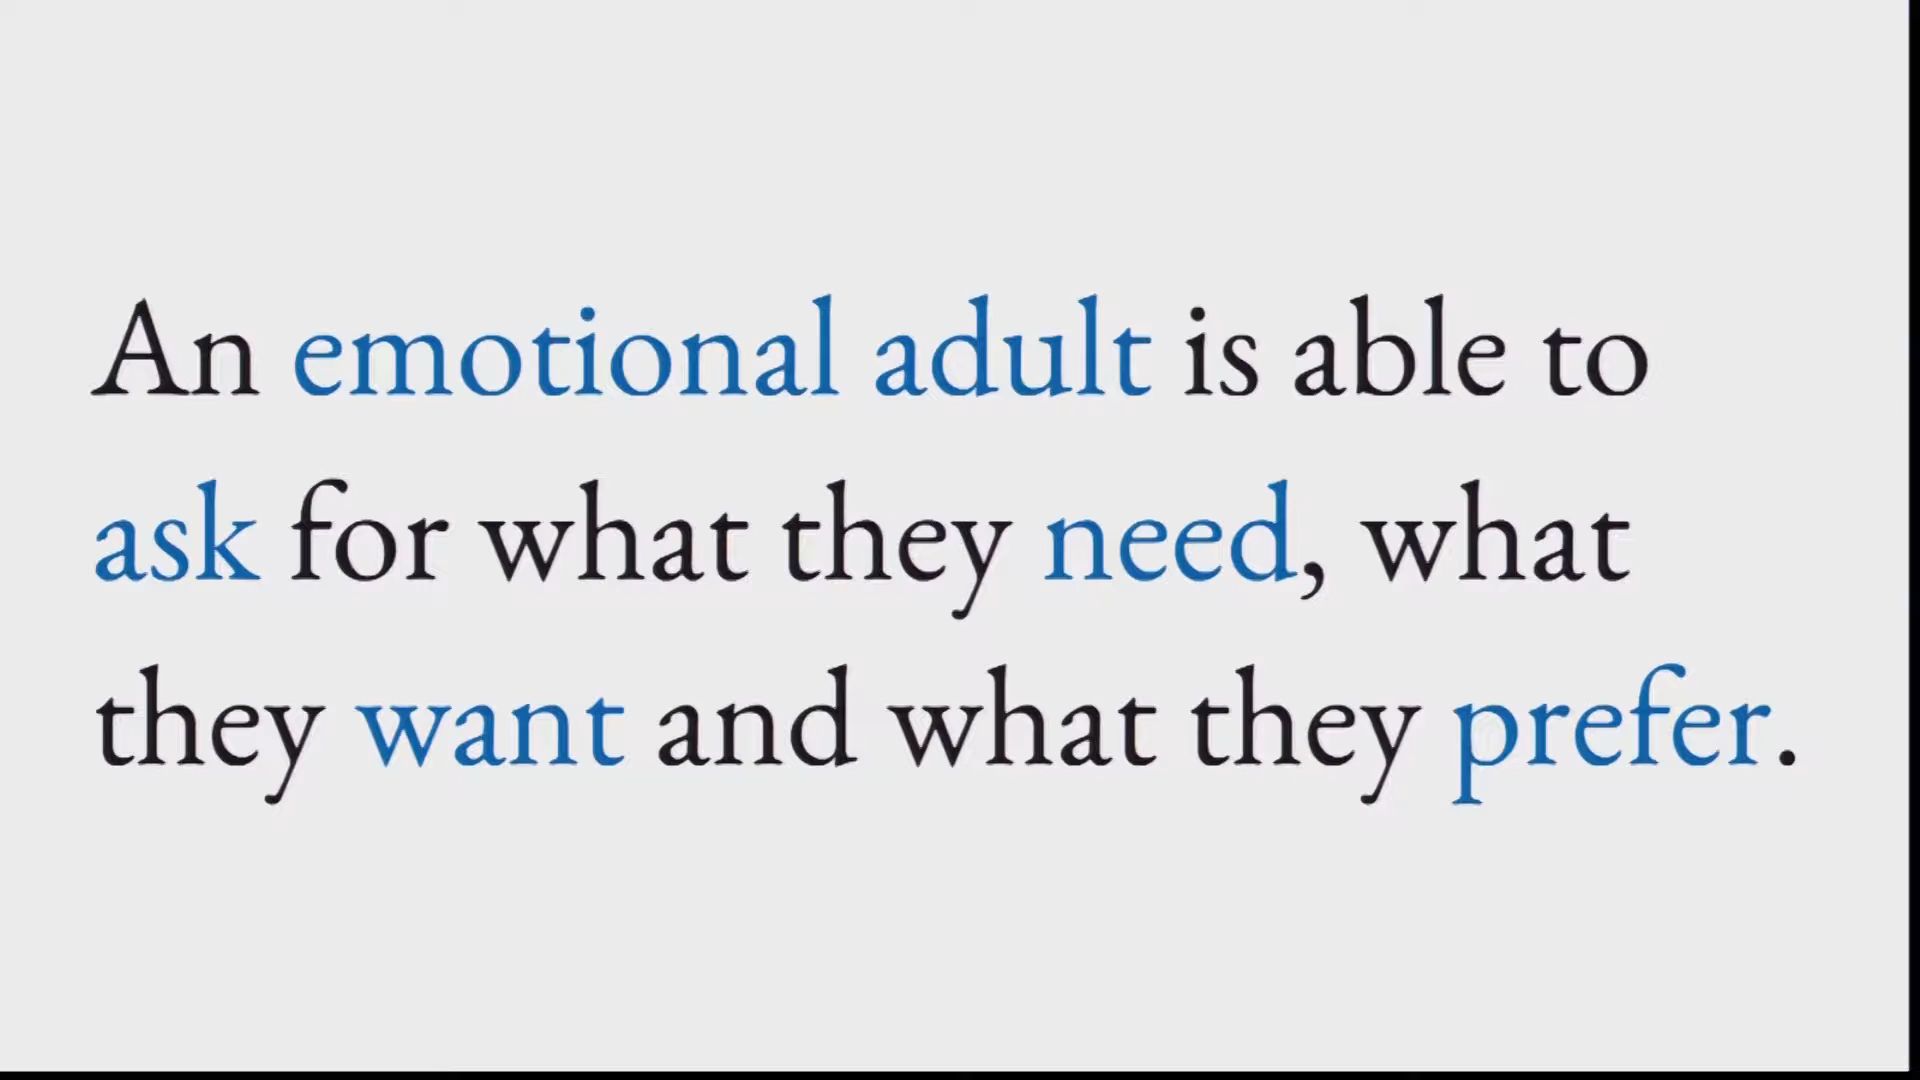 An emotional adult is able to
ask for what they need, what
they want and what they prefer.